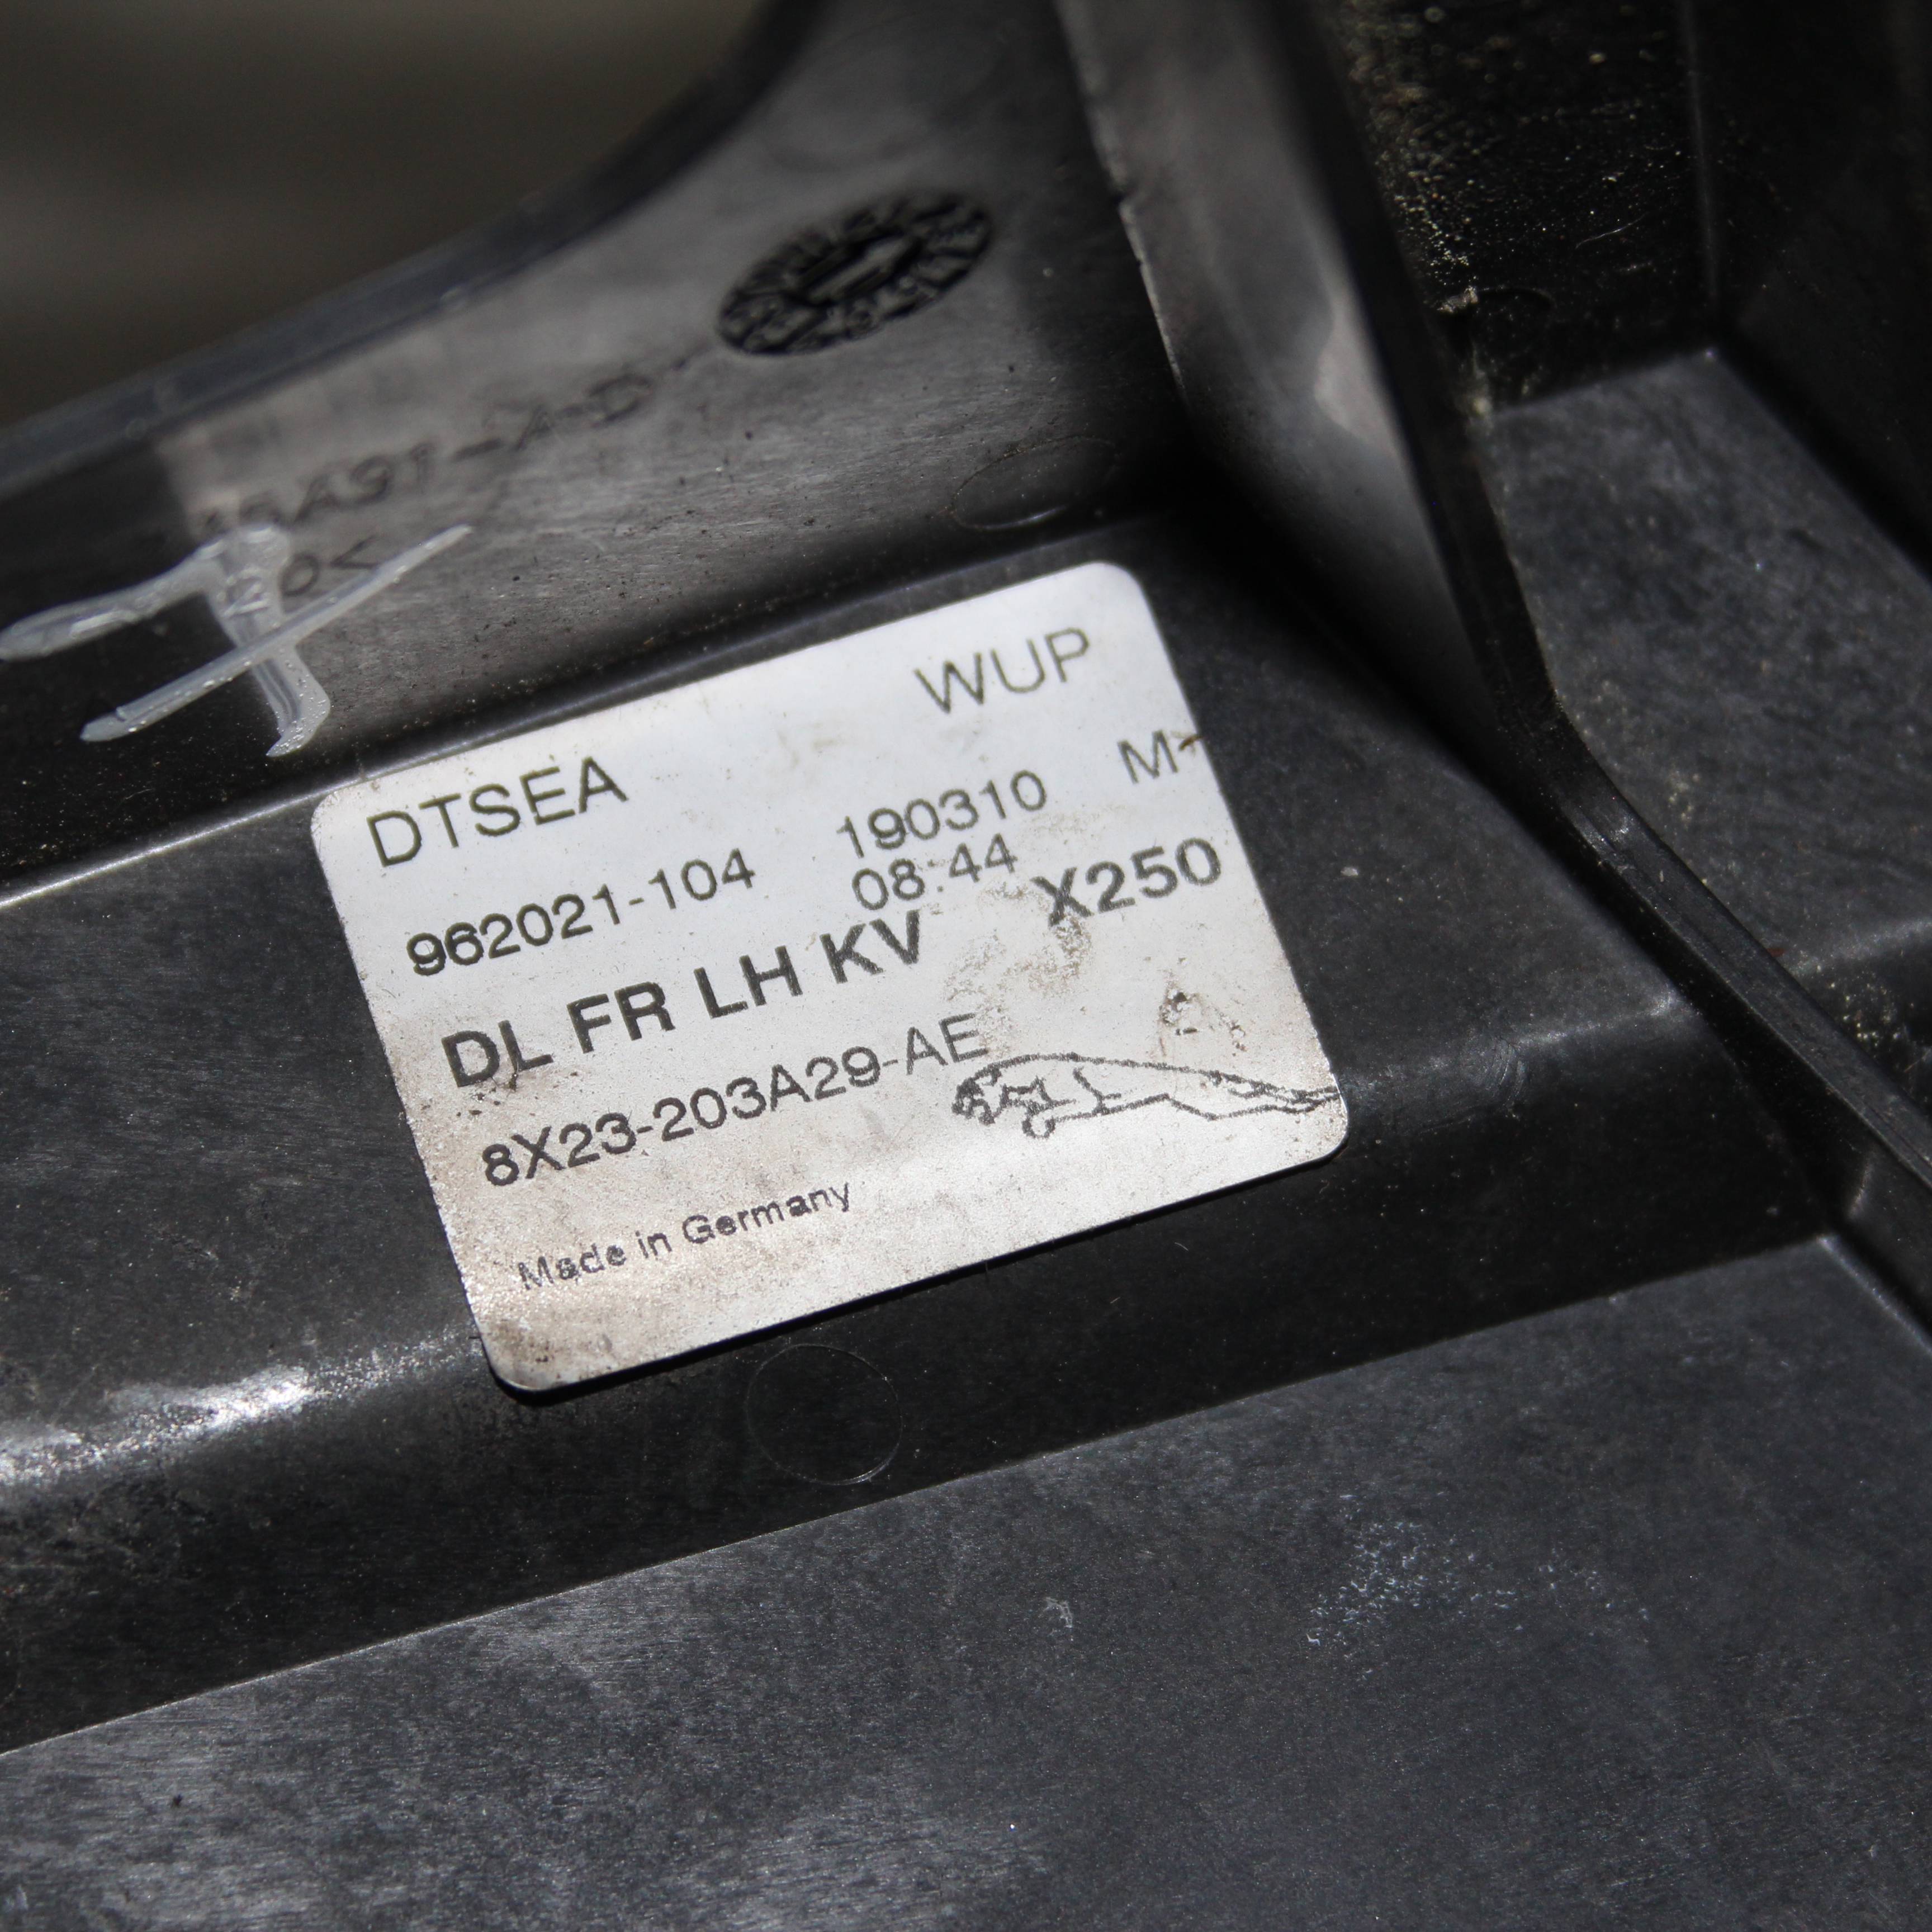 DTSEA WUP
962021-104 190310 M
08:44
DL FR LH KV X250
8X23-203A29-AE
Made in Germany